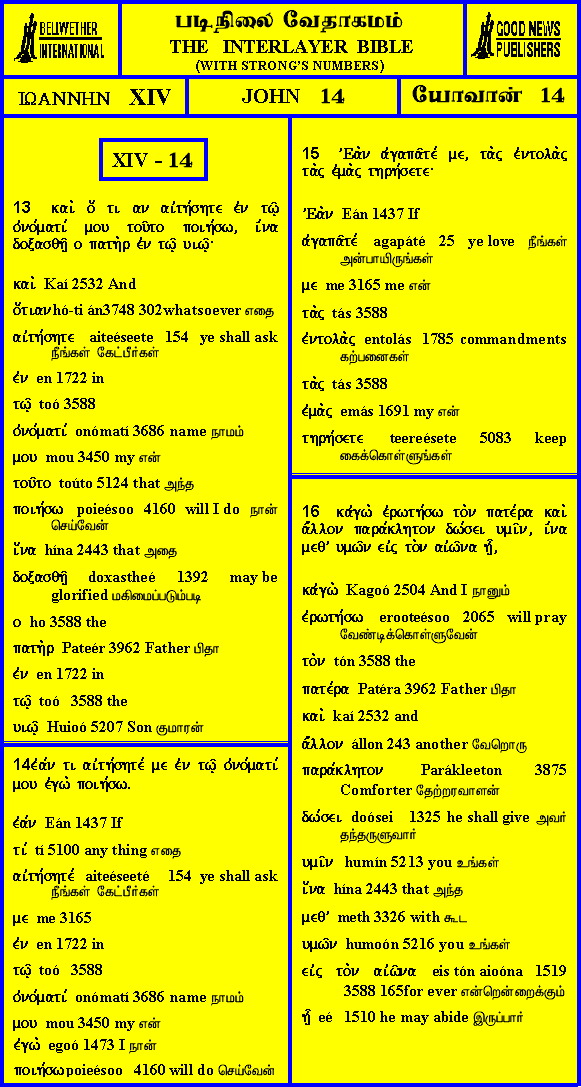 BELLWETHER
INTERNATIONAL
படிநிலை வேதாகமம்
THE INTERLAYER BIBLE
(WITH STRONG'S NUMBERS)
GOOD NEWS
PUBLISHERS
ΙΩΑΝΝΗΝ XIV
JOHN 14
யோவான் 14
XIV - 14
13 καὶ ὅ τι αν αἰτήσητε ἐν τῷ
ὀνόματί μου τοῦτο ποιήσω, ἵνα
δοξασθῇ ο πατὴρ ἐν τῷ υιῷ·
καὶ Kaí 2532 And
ὅτιαν hó-ti án3748 302whatsoever எதை
αἰτήσητε aiteéseete 154 ye shall ask
நீங்கள் கேட்பீர்கள்
ἐν en 1722 in
τῷ toó 3588
ὀνόματί onómatí 3686 name நாமம்
μου mou 3450 my என்
τοῦτο toúto 5124 that அந்த
ποιήσω poieésoo 4160 will I do நான்
செய்வேன்
ἵνα hína 2443 that அதை
δοξασθῇ doxastheé 1392 may be
glorified மகிமைப்படும்படி
ο ho 3588 the
πατὴρ Pateér 3962 Father பிதா
ἐν en 1722 in
τῷ toó 3588 the
υιῷ Huioó 5207 Son குமாரன்
14ἐάν τι αἰτήσητέ με ἐν τῷ ὀνόματί
μου ἐγὼ ποιήσω.
ἐάν Eán 1437 If
τί tí 5100 any thing எதை
αἰτήσητέ aiteéseeté 154 ye shall ask
நீங்கள் கேட்பீர்கள்
με me 3165
ἐν en 1722 in
τῷ toó 3588
ὀνόματί onómatí 3686 name நாமம்
μου mou 3450 my என்
ἐγὼ egoó 1473 I நான்
ποιήσω poieésoo 4160 will do செய்வேன்
15 Ἐὰν ἀγαπᾶτέ με, τὰς ἐντολὰς
τὰς ἐμὰς τηρήσετε·
Ἐὰν Eán 1437 If
ἀγαπᾶτέ agapáté 25 ye love நீங்கள்
அன்பாயிருங்கள்
με me 3165 me என்
τὰς tás 3588
ἐντολὰς entolás 1785 commandments
கற்பனைகள்
τὰς tás 3588
ἐμὰς emás 1691 my என்
τηρήσετε teereésete 5083 keep
கைக்கொள்ளுங்கள்
16 κἀγὼ ἐρωτήσω τὸν πατέρα καὶ
ἄλλον παράκλητον δώσει υμῖν, ἵνα
μεθ' υμῶν εἰς τὸν αἰῶνα ᾖ,
κἀγὼ Kagoó 2504 And I நானும்
ἐρωτήσω erooteésoo 2065 will pray
வேண்டிக்கொள்ளுவேன்
τὸν tón 3588 the
πατέρα Patéra 3962 Father பிதா
καὶ kaí 2532 and
ἄλλον állon 243 another வேறொரு
παράκλητον Parákleeton 3875
Comforter தேற்றரவாளன்
δώσει doósei 1325 he shall give அவர்
தந்தருளுவார்
υμῖν humín 5213 you உங்கள்
ἵνα hína 2443 that அந்த
μεθ' meth 3326 with கூட
υμῶν humoón 5216 you உங்கள்
εἰς τὸν αἰῶνα eis tón aioóna 1519
3588 165for ever என்றென்றைக்கும்
ᾖ eé 1510 he may abide இருப்பார்